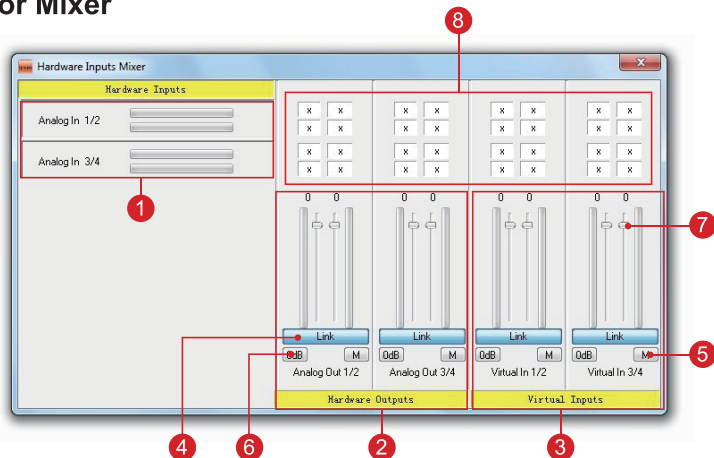 or Mixer
8
Hardware Inputs Mixer
x
Hardware Inputs
Analog In 1/2
Analog In 3/4
1
x x x x x x x x
x x x x x x x x
x x x x x x x x
x x x x x x x x
0 0 0 0 0 0 0 0
7
Link Link Link Link
0dB M 0dB M 0dB M 0dB M
5
Analog Out 1/2 Analog Out 3/4 Virtual In 1/2 Virtual In 3/4
Hardware Outputs Virtual Inputs
4 6 2 3